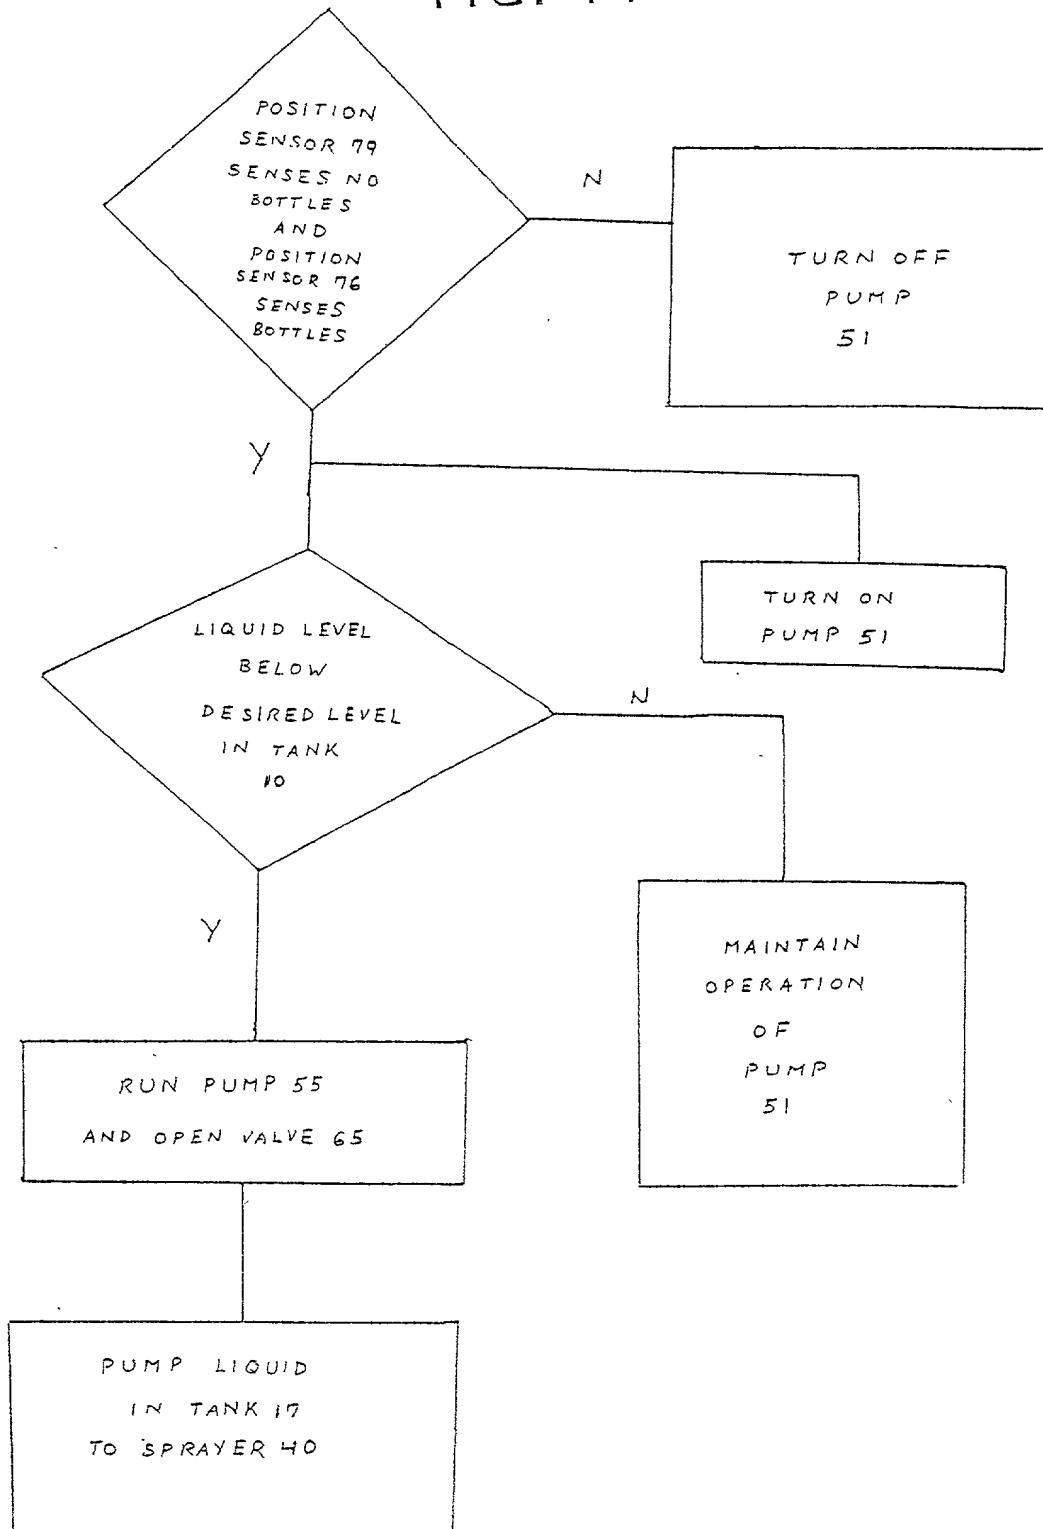 POSITION
SENSOR 79
SENSES NO
BOTTLES
AND
POSITION
SENSOR 76
SENSES
BOTTLES
N
TURN OFF
PUMP
51
Y
TURN ON
PUMP 51
LIQUID LEVEL
BELOW
DESIRED LEVEL
IN TANK
10
N
Y
MAINTAIN
OPERATION
OF
PUMP
51
RUN PUMP 55
AND OPEN VALVE 65
PUMP LIQUID
IN TANK 17
TO SPRAYER 40